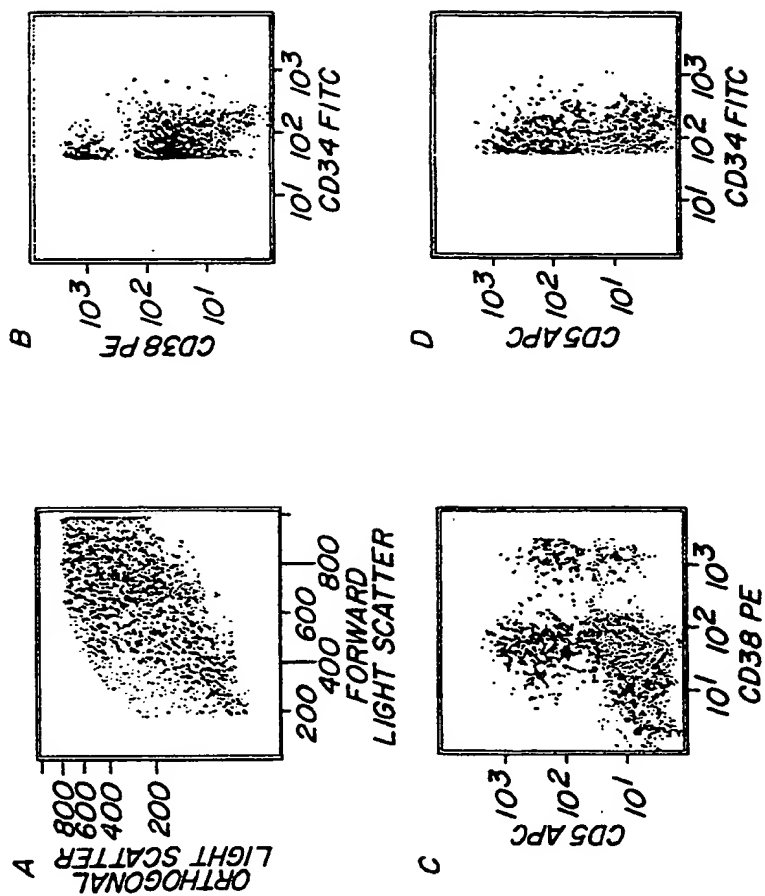 A
ORTHOGONAL
LIGHT SCATTER
800
600
400
200
200 400 600 800
FORWARD
LIGHT SCATTER
B
CD38 PE
10³
10²
10¹
10¹ 10² 10³
CD34 FITC
C
CD5 APC
10³
10²
10¹
10¹ 10² 10³
CD38 PE
D
CD5 APC
10³
10²
10¹
10¹ 10² 10³
CD34 FITC